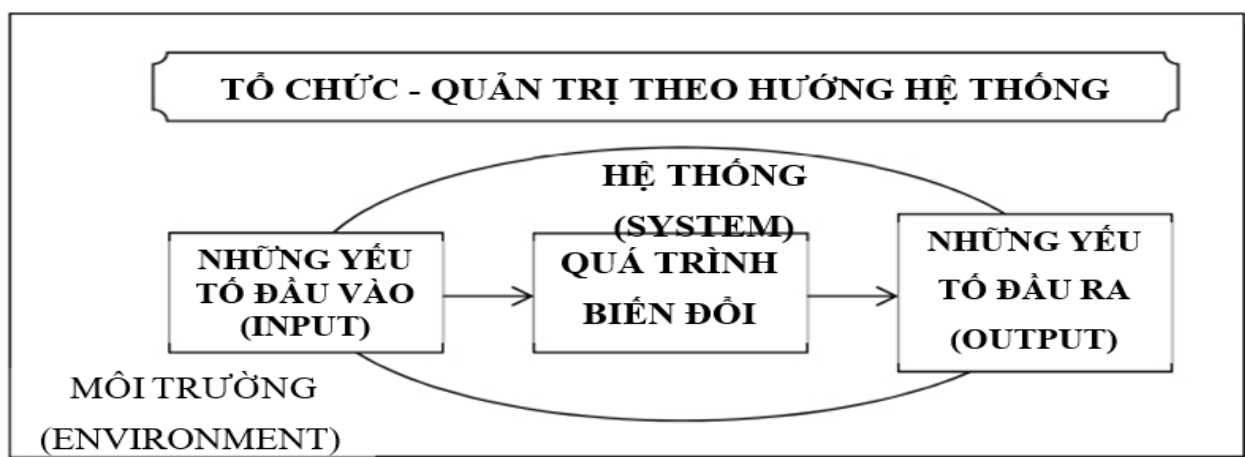 TỔ CHỨC - QUẢN TRỊ THEO HƯỚNG HỆ THỐNG
HỆ THỐNG
(SYSTEM)
NHỮNG YẾU
TỐ ĐẦU VÀO
(INPUT)
QUÁ TRÌNH
BIẾN ĐỔI
NHỮNG YẾU
TỐ ĐẦU RA
(OUTPUT)
MÔI TRƯỜNG
(ENVIRONMENT)